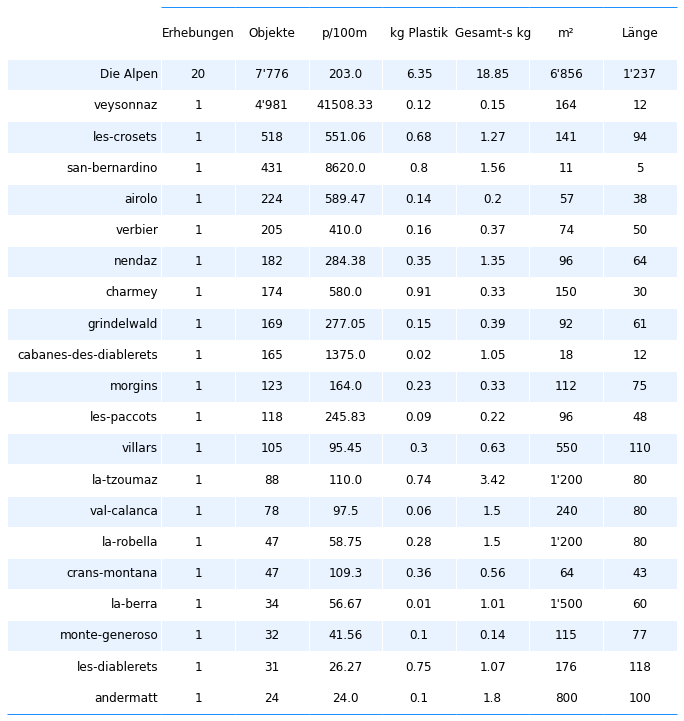 Erhebungen Objekte p/100m kg Plastik Gesamt-s kg m² Länge
Die Alpen 20 7'776 203.0 6.35 18.85 6'856 1'237
veysonnaz 1 4'981 41508.33 0.12 0.15 164 12
les-crosets 1 518 551.06 0.68 1.27 141 94
san-bernardino 1 431 8620.0 0.8 1.56 11 5
airolo 1 224 589.47 0.14 0.2 57 38
verbier 1 205 410.0 0.16 0.37 74 50
nendaz 1 182 284.38 0.35 1.35 96 64
charmey 1 174 580.0 0.91 0.33 150 30
grindelwald 1 169 277.05 0.15 0.39 92 61
cabanes-des-diablerets 1 165 1375.0 0.02 1.05 18 12
morgins 1 123 164.0 0.23 0.33 112 75
les-paccots 1 118 245.83 0.09 0.22 96 48
villars 1 105 95.45 0.3 0.63 550 110
la-tzoumaz 1 88 110.0 0.74 3.42 1'200 80
val-calanca 1 78 97.5 0.06 1.5 240 80
la-robella 1 47 58.75 0.28 1.5 1'200 80
crans-montana 1 47 109.3 0.36 0.56 64 43
la-berra 1 34 56.67 0.01 1.01 1'500 60
monte-generoso 1 32 41.56 0.1 0.14 115 77
les-diablerets 1 31 26.27 0.75 1.07 176 118
andermatt 1 24 24.0 0.1 1.8 800 100